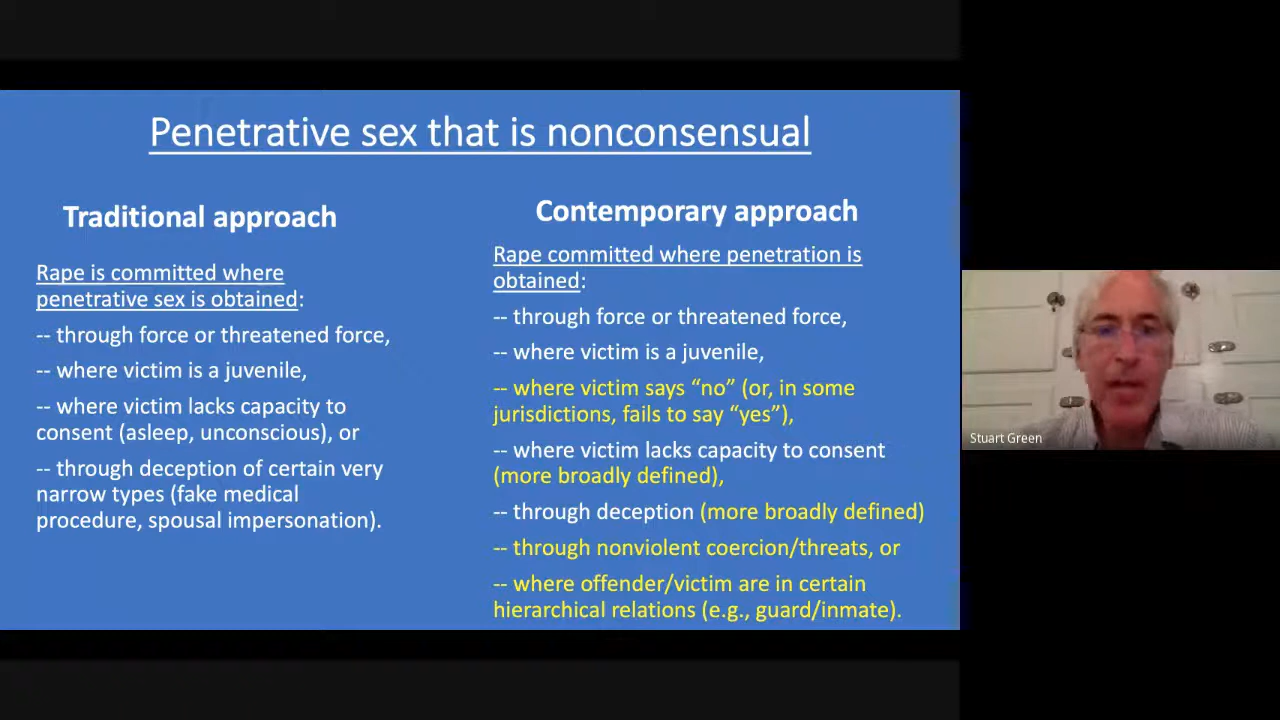 Penetrative sex that is nonconsensual
Traditional approach
Rape is committed where
penetrative sex is obtained:
-- through force or threatened force,
-- where victim is a juvenile,
-- where victim lacks capacity to
consent (asleep, unconscious), or
-- through deception of certain very
narrow types (fake medical
procedure, spousal impersonation).
Contemporary approach
Rape committed where penetration is
obtained:
-- through force or threatened force,
-- where victim is a juvenile,
-- where victim says “no” (or, in some
jurisdictions, fails to say “yes”),
-- where victim lacks capacity to consent
(more broadly defined),
-- through deception (more broadly defined)
-- through nonviolent coercion/threats, or
-- where offender/victim are in certain
hierarchical relations (e.g., guard/inmate).
Stuart Green